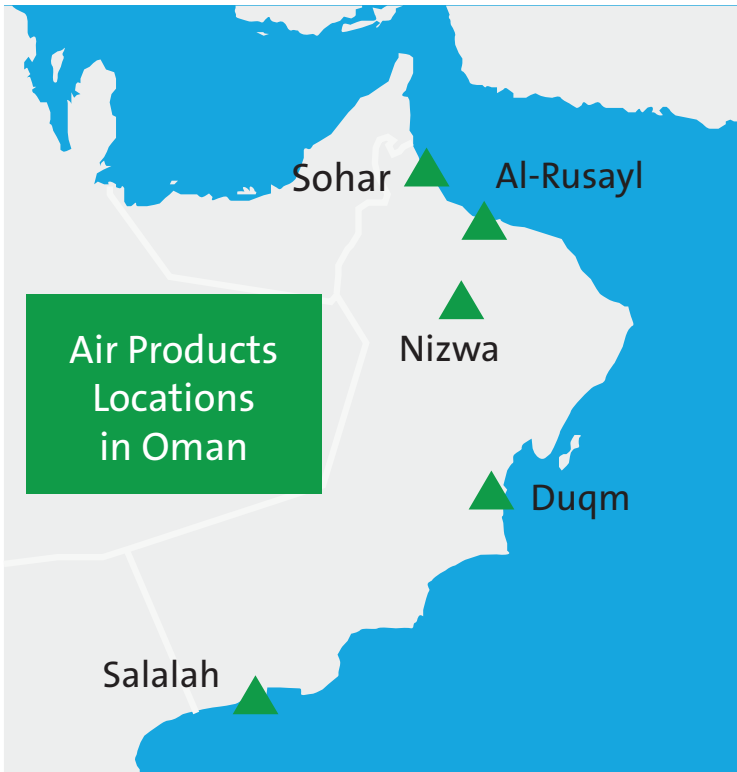 Sohar
Al-Rusayl
Air Products
Locations
in Oman
Nizwa
Duqm
Salalah